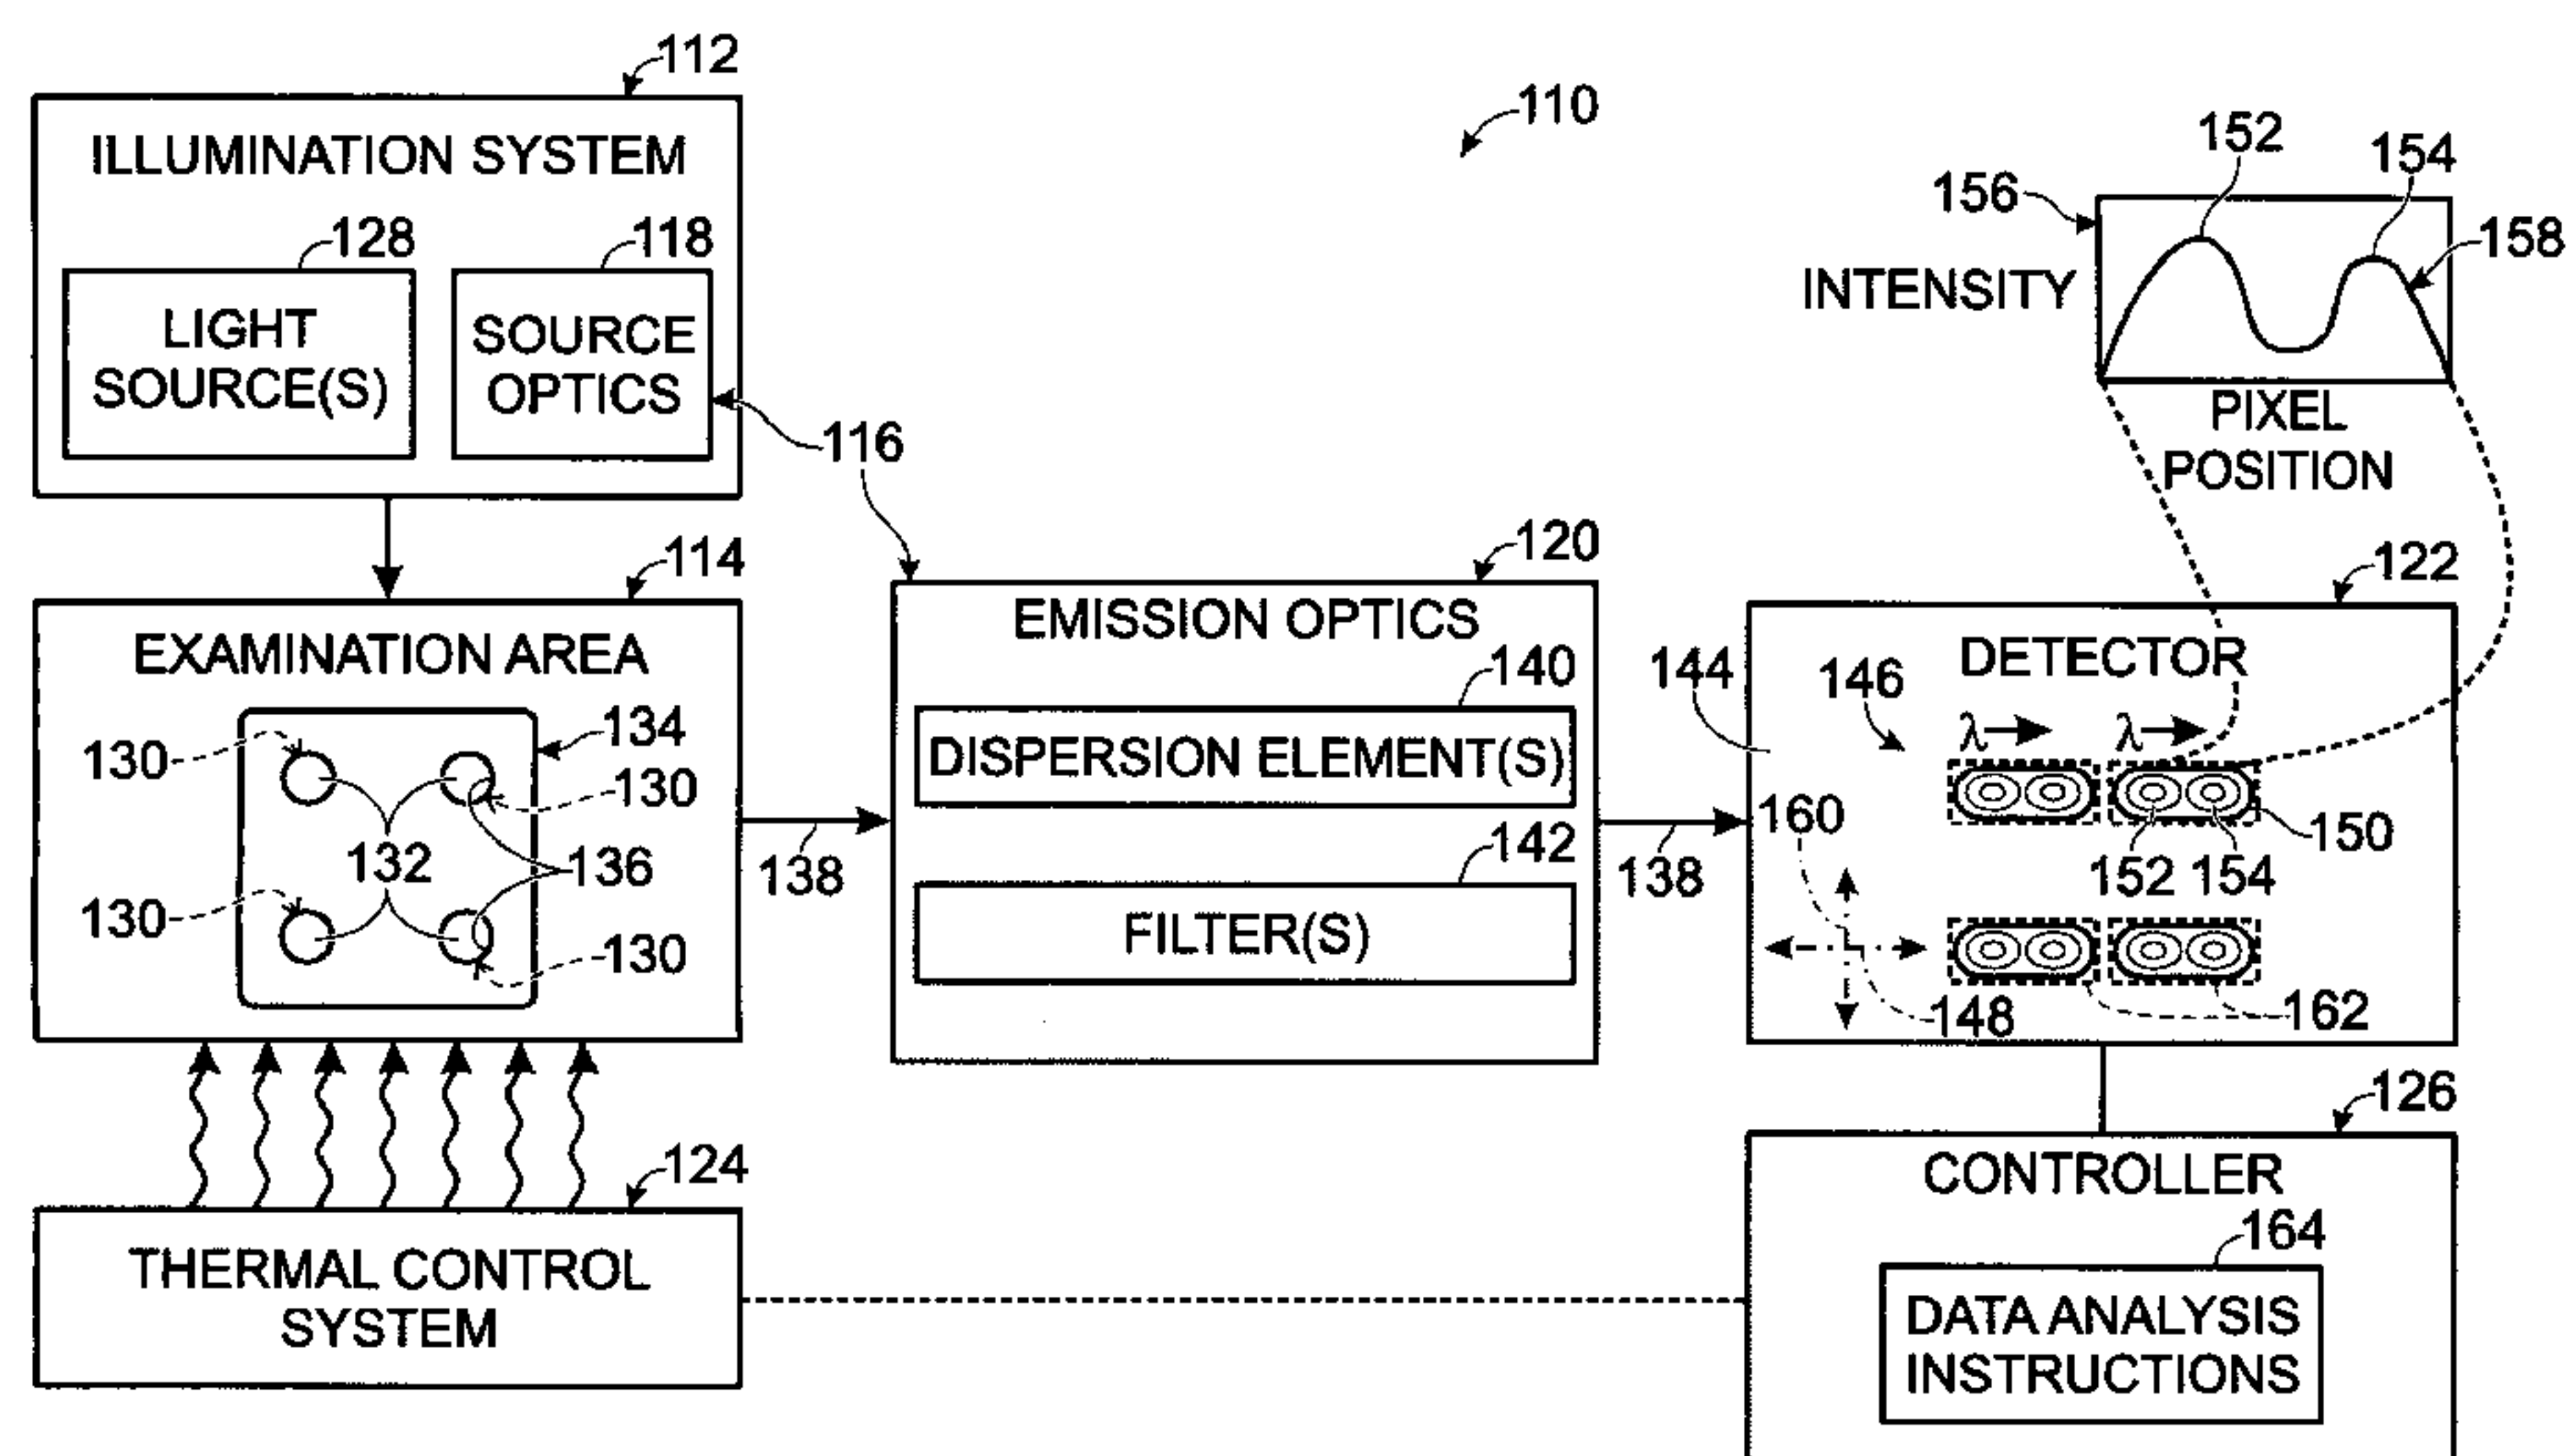 112
ILLUMINATION SYSTEM
128
118
LIGHT
SOURCE(S)
SOURCE
OPTICS
116
110
152
154
156
158
INTENSITY
PIXEL
POSITION
114
EXAMINATION AREA
134
130
130
132
136
130
130
138
120
EMISSION OPTICS
140
DISPERSION ELEMENT(S)
142
FILTER(S)
138
122
DETECTOR
144
146
λ
λ
160
150
152
154
148
162
124
THERMAL CONTROL
SYSTEM
126
CONTROLLER
164
DATA ANALYSIS
INSTRUCTIONS